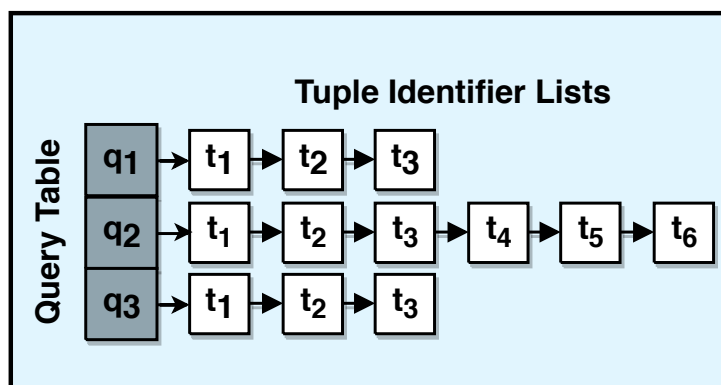 Tuple Identifier Lists
Query Table
q1 t1 t2 t3
q2 t1 t2 t3 t4 t5 t6
q3 t1 t2 t3